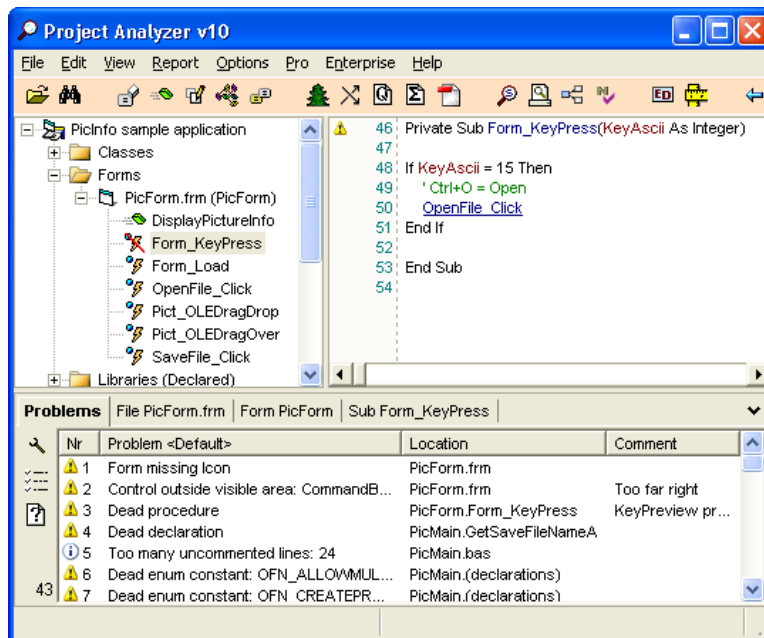 Project Analyzer v10
File Edit View Report Options Pro Enterprise Help
ED
PicInfo sample application
Classes
Forms
PicForm.frm (PicForm)
DisplayPictureInfo
Form_KeyPress
Form_Load
OpenFile_Click
Pict_OLEDragDrop
Pict_OLEDragOver
SaveFile_Click
Libraries (Declared)
46 Private Sub Form_KeyPress(KeyAscii As Integer)
47
48 If KeyAscii = 15 Then
49 ' Ctrl+O = Open
50 OpenFile_Click
51 End If
52
53 End Sub
54
Problems File PicForm.frm Form PicForm Sub Form_KeyPress
Nr Problem <Default> Location Comment
1 Form missing Icon PicForm.frm
2 Control outside visible area: CommandB... PicForm.frm Too far right
3 Dead procedure PicForm.Form_KeyPress KeyPreview pr...
4 Dead declaration PicMain.GetSaveFileNameA
5 Too many uncommented lines: 24 PicMain.bas
6 Dead enum constant: OFN_ALLOWMUL... PicMain.(declarations)
7 Dead enum constant: OFN_CREATEPR... PicMain.(declarations)
43